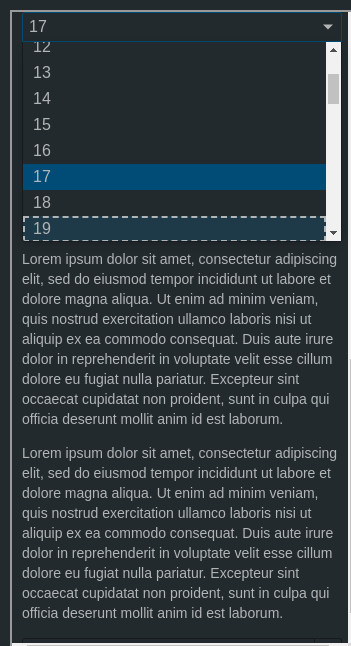 17
12
13
14
15
16
17
18
19
Lorem ipsum dolor sit amet, consectetur adipiscing
elit, sed do eiusmod tempor incididunt ut labore et
dolore magna aliqua. Ut enim ad minim veniam,
quis nostrud exercitation ullamco laboris nisi ut
aliquip ex ea commodo consequat. Duis aute irure
dolor in reprehenderit in voluptate velit esse cillum
dolore eu fugiat nulla pariatur. Excepteur sint
occaecat cupidatat non proident, sunt in culpa qui
officia deserunt mollit anim id est laborum.
Lorem ipsum dolor sit amet, consectetur adipiscing
elit, sed do eiusmod tempor incididunt ut labore et
dolore magna aliqua. Ut enim ad minim veniam,
quis nostrud exercitation ullamco laboris nisi ut
aliquip ex ea commodo consequat. Duis aute irure
dolor in reprehenderit in voluptate velit esse cillum
dolore eu fugiat nulla pariatur. Excepteur sint
occaecat cupidatat non proident, sunt in culpa qui
officia deserunt mollit anim id est laborum.